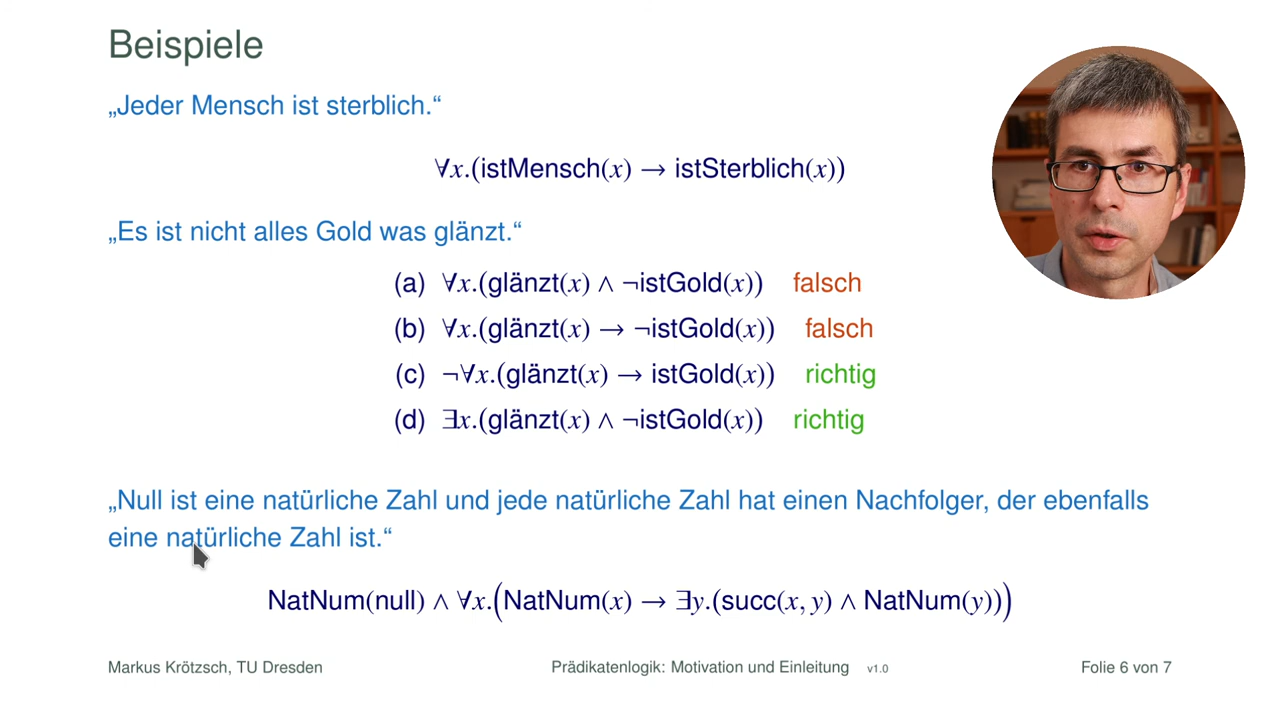 Beispiele
„Jeder Mensch ist sterblich.“
∀x.(istMensch(x) → istSterblich(x))
„Es ist nicht alles Gold was glänzt.“
(a) ∀x.(glänzt(x) ∧ ¬istGold(x)) falsch
(b) ∀x.(glänzt(x) → ¬istGold(x)) falsch
(c) ¬∀x.(glänzt(x) → istGold(x)) richtig
(d) ∃x.(glänzt(x) ∧ ¬istGold(x)) richtig
„Null ist eine natürliche Zahl und jede natürliche Zahl hat einen Nachfolger, der ebenfalls
eine natürliche Zahl ist.“
NatNum(null) ∧ ∀x.(NatNum(x) → ∃y.(succ(x, y) ∧ NatNum(y)))
Markus Krötzsch, TU Dresden Prädikatenlogik: Motivation und Einleitung v1.0 Folie 6 von 7